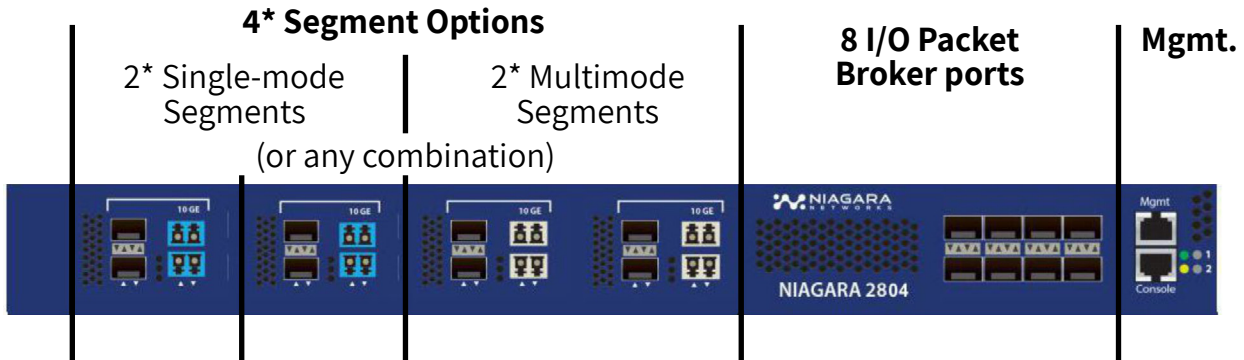 4* Segment Options
2* Single-mode
Segments
2* Multimode
Segments
(or any combination)
8 I/O Packet
Broker ports
Mgmt.
10 GE
10 GE
10 GE
10 GE
NIAGARA
NETWORKS
NIAGARA 2804
Mgmt
1
2
Console